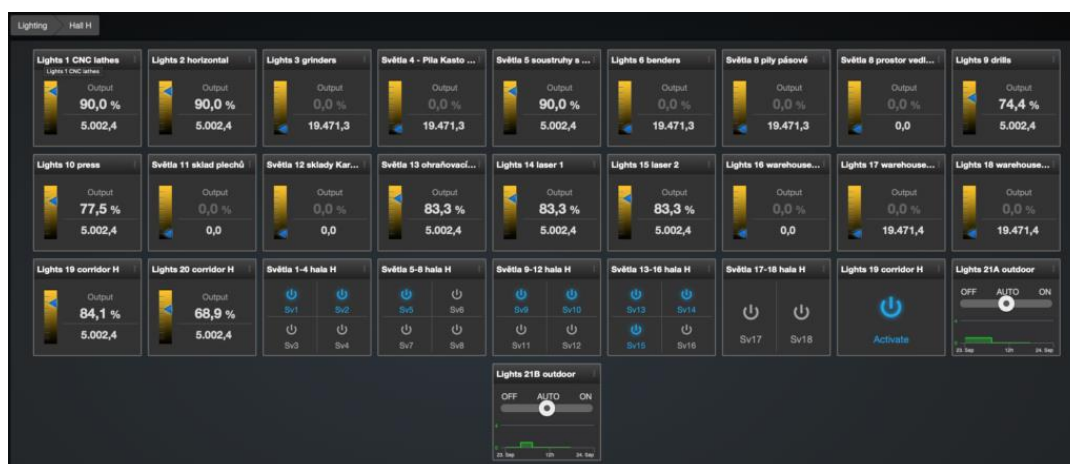 Lighting Hall H
Lights 1 CNC lathes Lights 2 horizontal Lights 3 grinders Světla 4 - Pila Kasto ... Světla 5 soustruhy s ... Lights 6 benders Světla 8 pily pásové Světla 8 prostor vedl... Lights 9 drills
Lights 1 CNC lathes
Output Output Output Output Output Output Output Output Output
90,0 % 90,0 % 0,0 % 0,0 % 90,0 % 0,0 % 0,0 % 0,0 % 74,4 %
5.002,4 5.002,4 19.471,3 19.471,3 5.002,4 19.471,3 19.471,3 0,0 5.002,4
Lights 10 press Světla 11 sklad plechů Světla 12 sklady Kar... Světla 13 ohraňovací... Lights 14 laser 1 Lights 15 laser 2 Lights 16 warehouse... Lights 17 warehouse... Lights 18 warehouse...
Output Output Output Output Output Output Output Output Output
77,5 % 0,0 % 0,0 % 83,3 % 83,3 % 83,3 % 0,0 % 0,0 % 0,0 %
5.002,4 0,0 0,0 5.002,4 5.002,4 5.002,4 0,0 19.471,4 19.471,4
Lights 19 corridor H Lights 20 corridor H Světla 1-4 hala H Světla 5-8 hala H Světla 9-12 hala H Světla 13-16 hala H Světla 17-18 hala H Lights 19 corridor H Lights 21A outdoor
OFF AUTO ON
Output Output
84,1 % 68,9 % Sv1 Sv2 Sv5 Sv6 Sv9 Sv10 Sv13 Sv14
4
5.002,4 5.002,4 Sv3 Sv4 Sv7 Sv8 Sv11 Sv12 Sv15 Sv16 Sv17 Sv18 Activate
0
23. Sep 12h 24. Sep
Lights 21B outdoor
OFF AUTO ON
4
0
23. Sep 12h 24. Sep